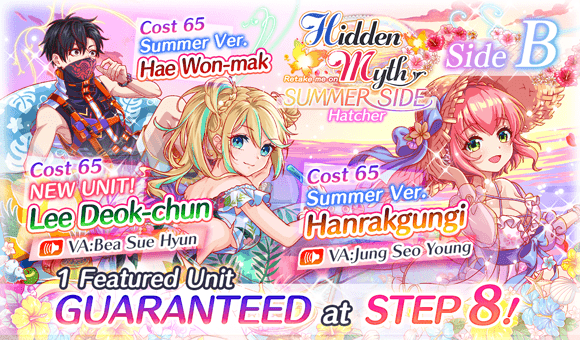 Cost 65
Summer Ver.
Hae Won-mak
Hidden
Myth
Retake me on
SUMMER SIDE
Hatcher
Side B
Cost 65
NEW UNIT!
Lee Deok-chun
VA:Bea Sue Hyun
Cost 65
Summer Ver.
Hanrakgungi
VA:Jung Seo Young
1 Featured Unit
GUARANTEED at STEP 8!